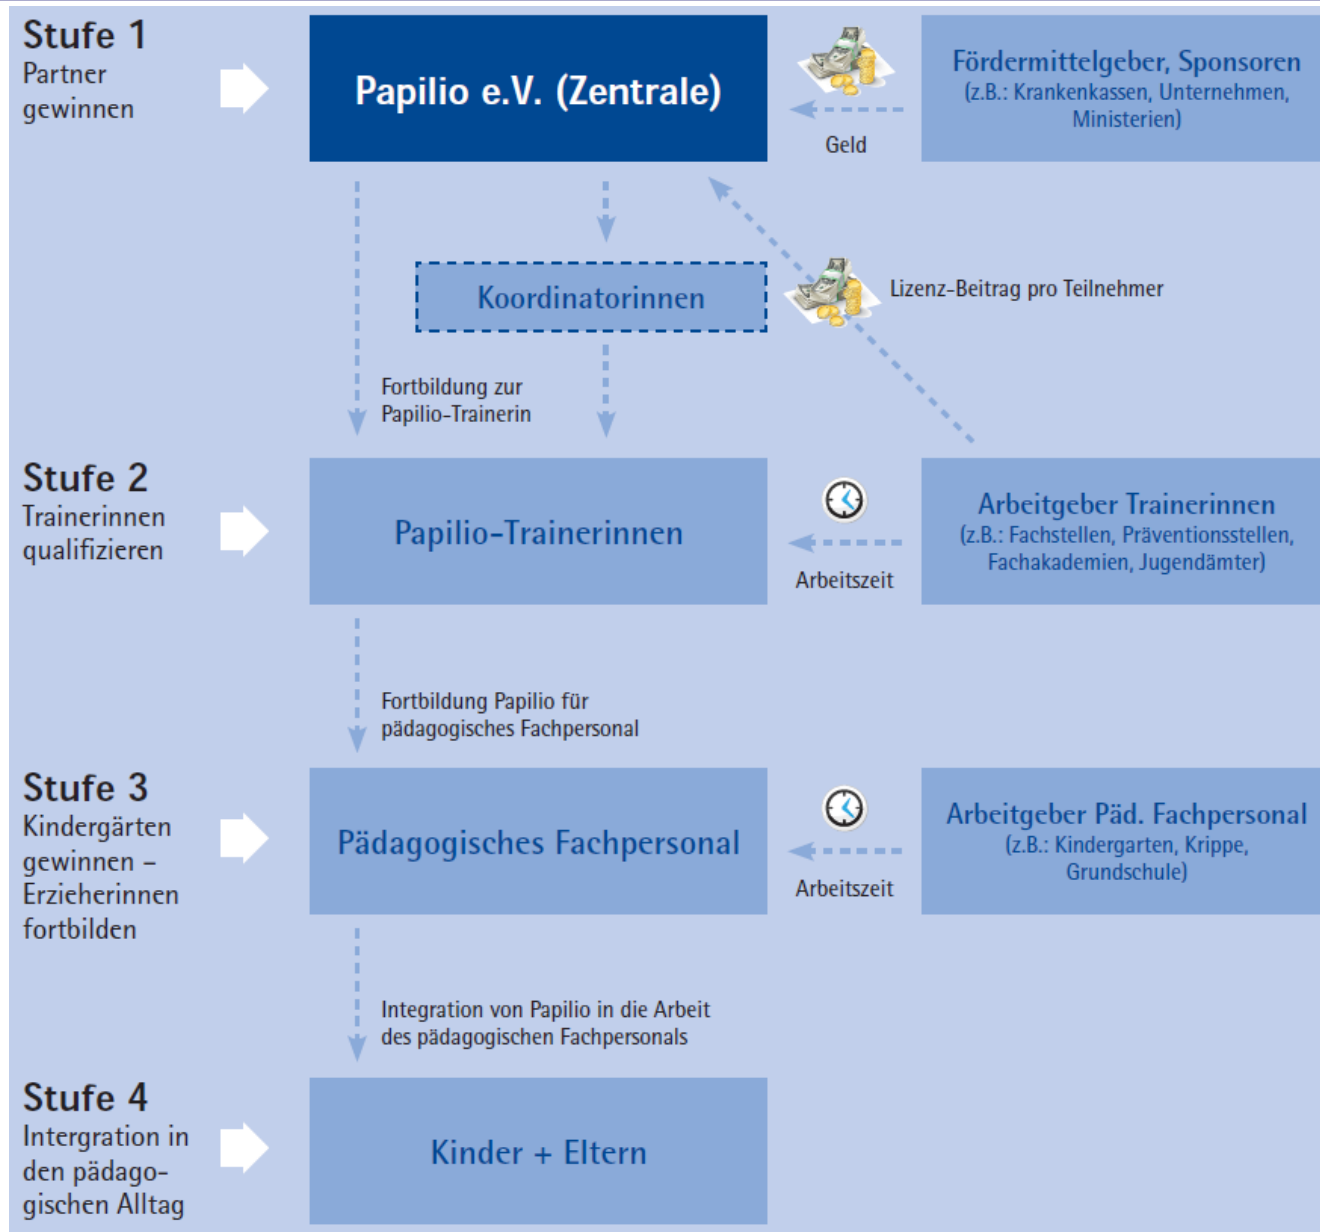 Stufe 1
Partner
gewinnen
Papilio e.V. (Zentrale)
Geld
Fördermittelgeber, Sponsoren
(z.B.: Krankenkassen, Unternehmen,
Ministerien)
Koordinatorinnen
Lizenz-Beitrag pro Teilnehmer
Fortbildung zur
Papilio-Trainerin
Stufe 2
Trainerinnen
qualifizieren
Papilio-Trainerinnen
Arbeitszeit
Arbeitgeber Trainerinnen
(z.B.: Fachstellen, Präventionsstellen,
Fachakademien, Jugendämter)
Fortbildung Papilio für
pädagogisches Fachpersonal
Stufe 3
Kindergärten
gewinnen –
Erzieherinnen
fortbilden
Pädagogisches Fachpersonal
Arbeitszeit
Arbeitgeber Päd. Fachpersonal
(z.B.: Kindergarten, Krippe,
Grundschule)
Integration von Papilio in die Arbeit
des pädagogischen Fachpersonals
Stufe 4
Intergration in
den pädago-
gischen Alltag
Kinder + Eltern